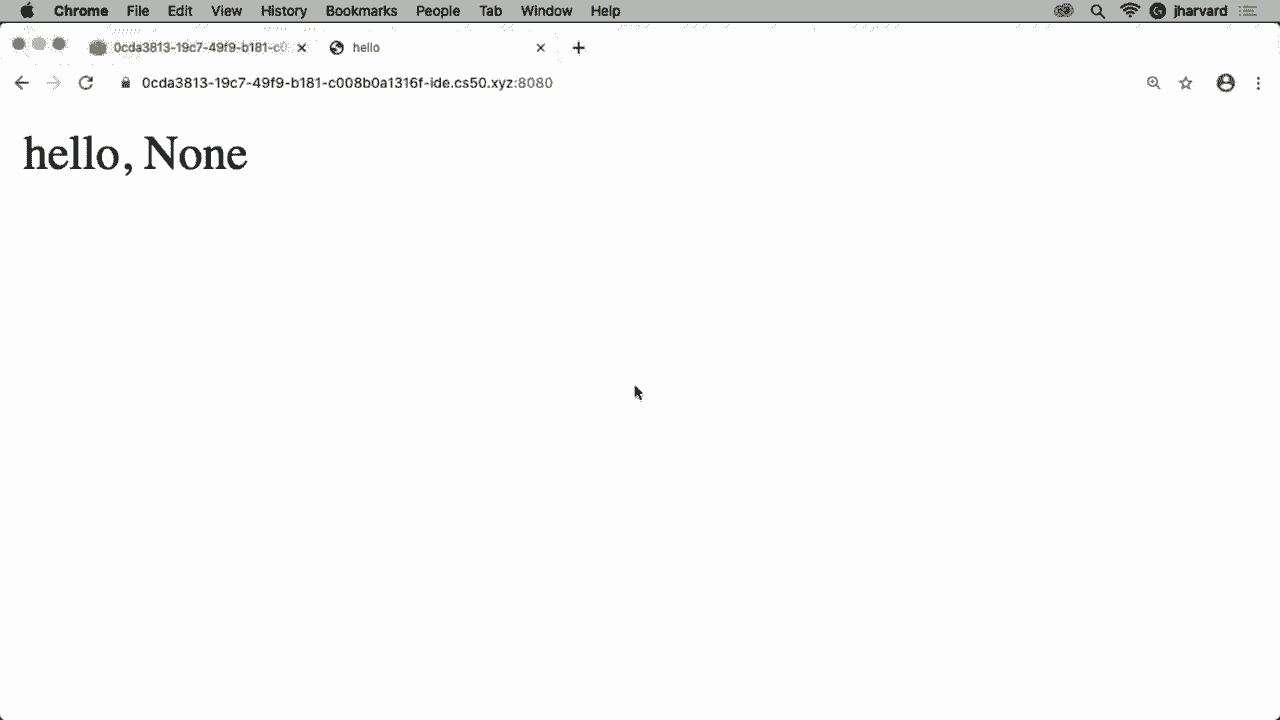 Chrome File Edit View History Bookmarks People Tab Window Help jharvard
0cda3813-19c7-49f9-b181-c0 hello
0cda3813-19c7-49f9-b181-c008b0a1316f-ide.cs50.xyz:8080
hello, None